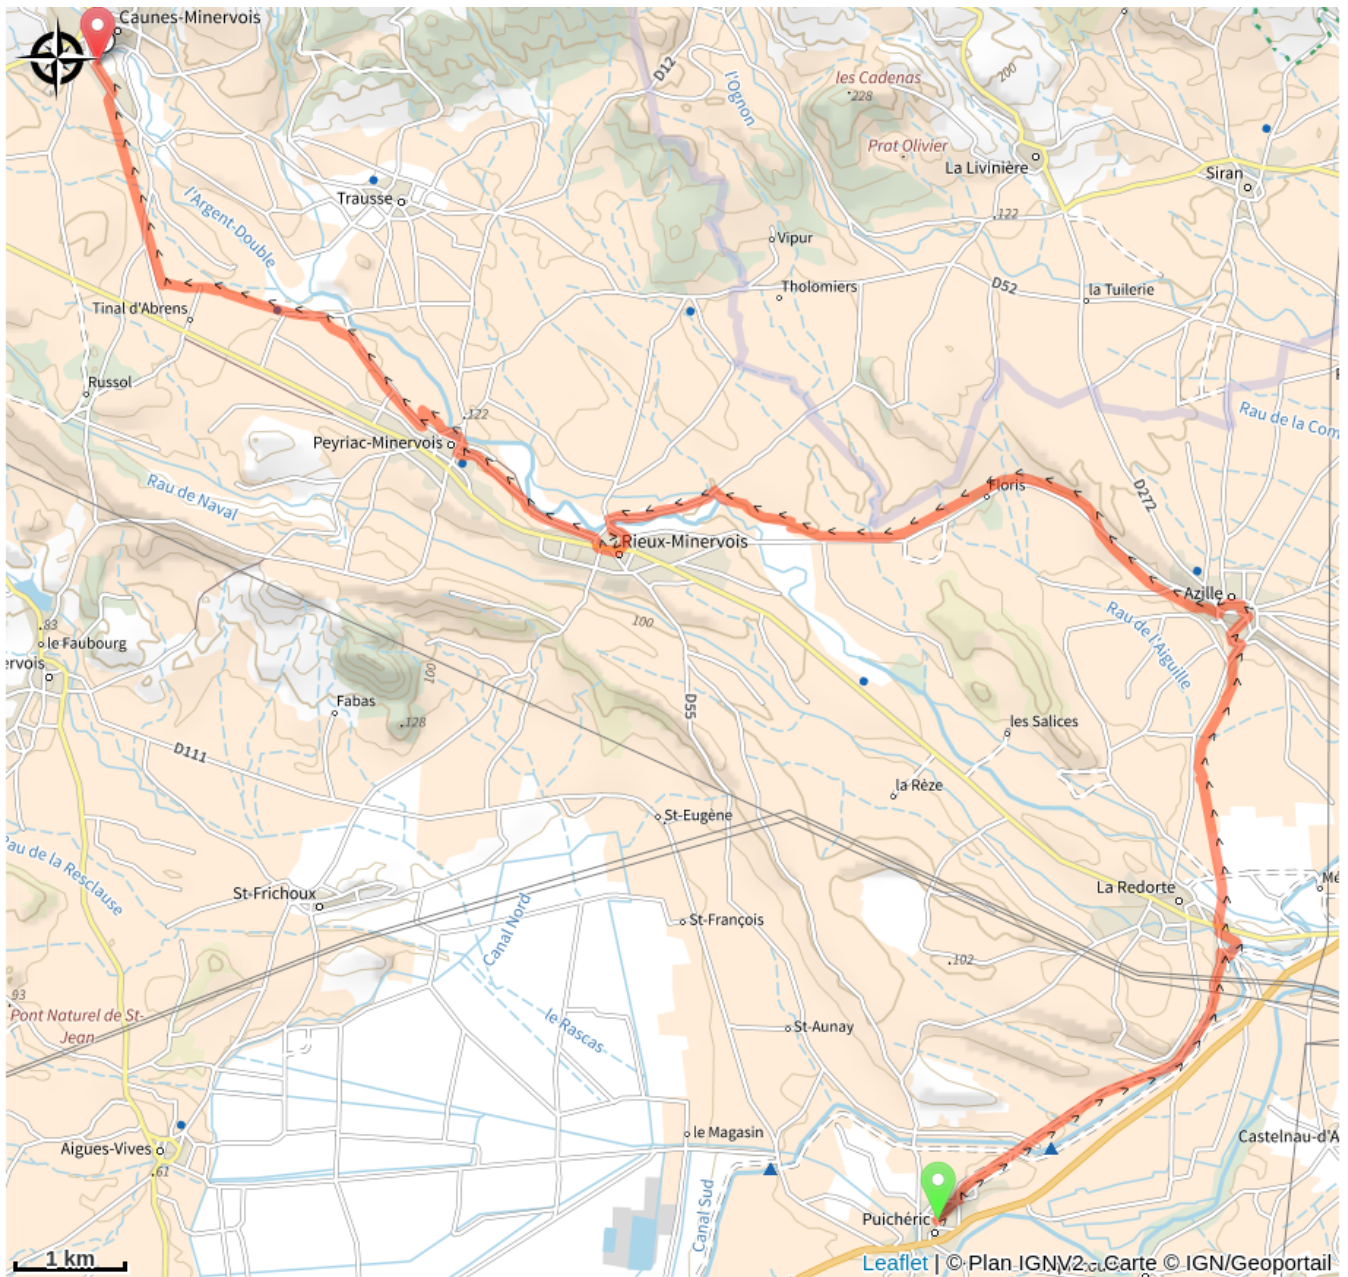 Caunes-Minervois
D12
l'Ognon
les Cadenas
228
200
Prat Olivier
La Livinière
Siran
Trausse
l'Argent-Double
122
Vipur
Tholomiers
D52
la Tuilerie
Tinal d'Abrens
Russol
122
Rau de la Com
Peyriac-Minervois
Rau de Naval
Floris
D272
Rieux-Minervois
Azille
83
le Faubourg
ervois
100
Rau de l'Aiguille
100
Fabas
128
D55
les Salices
D111
la Rèze
St-Eugène
au de la Resclause
St-Frichoux
La Redorte
Mé
Canal Nord
St-François
102
93
Pont Naturel de St-
Jean
le Rascas
St-Aunay
Aigues-Vives
61
le Magasin
Castelnau-d'A
Canal Sud
Puichéric
1 km
Leaflet | © Plan IGNV2 - Carte © IGN/Geoportail